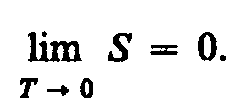 lim S = 0.
T → 0